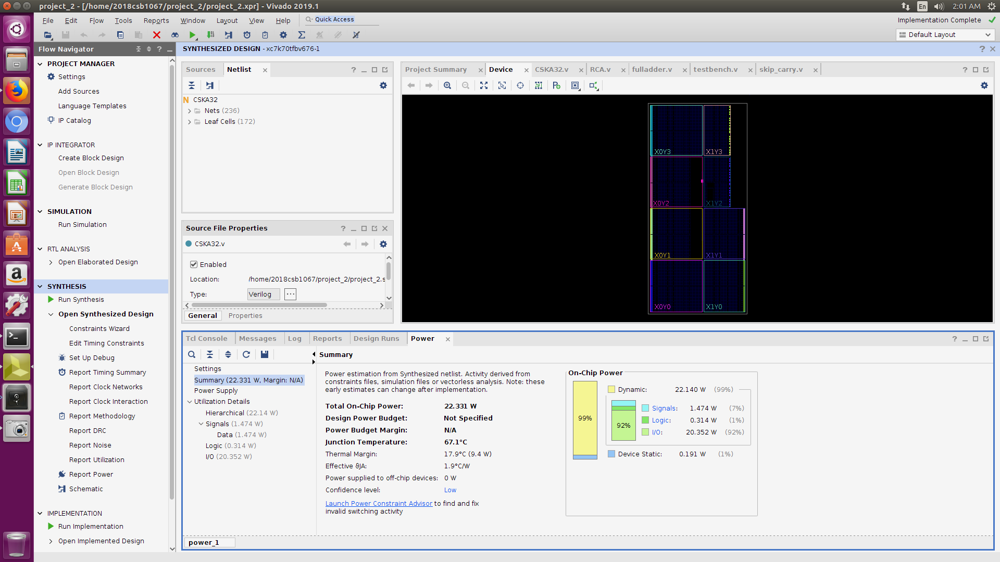 project_2 - [/home/2018csb1067/project_2/project_2.xpr] - Vivado 2019.1
En
2:01 AM
File Edit Flow Tools Reports Window Layout View Help
Quick Access
Implementation Complete
Default Layout
Flow Navigator
PROJECT MANAGER
Settings
Add Sources
Language Templates
IP Catalog
IP INTEGRATOR
Create Block Design
Open Block Design
Generate Block Design
SIMULATION
Run Simulation
RTL ANALYSIS
Open Elaborated Design
SYNTHESIS
Run Synthesis
Open Synthesized Design
Constraints Wizard
Edit Timing Constraints
Set Up Debug
Report Timing Summary
Report Clock Networks
Report Clock Interaction
Report Methodology
Report DRC
Report Noise
Report Utilization
Report Power
Schematic
IMPLEMENTATION
Run Implementation
Open Implemented Design
SYNTHESIZED DESIGN - xc7k70tfbv676-1
Sources Netlist
N CSKA32
Nets (236)
Leaf Cells (172)
Source File Properties
CSKA32.v
Enabled
Location: /home/2018csb1067/project_2/project_2.s
Type: Verilog
General Properties
Project Summary Device CSKA32.v RCA.v fulladder.v testbench.v skip_carry.v
X0Y3 X1Y3
X0Y2 X1Y2
X0Y1 X1Y1
X0Y0 X1Y0
Tcl Console Messages Log Reports Design Runs Power
Settings
Summary (22.331 W, Margin: N/A)
Power Supply
Utilization Details
Hierarchical (22.14 W)
Signals (1.474 W)
Data (1.474 W)
Logic (0.314 W)
I/O (20.352 W)
Summary
Power estimation from Synthesized netlist. Activity derived from
constraints files, simulation files or vectorless analysis. Note: these
early estimates can change after implementation.
Total On-Chip Power: 22.331 W
Design Power Budget: Not Specified
Power Budget Margin: N/A
Junction Temperature: 67.1°C
Thermal Margin: 17.9°C (9.4 W)
Effective ϑJA: 1.9°C/W
Power supplied to off-chip devices: 0 W
Confidence level: Low
Launch Power Constraint Advisor to find and fix
invalid switching activity
On-Chip Power
99%
92%
Dynamic: 22.140 W (99%)
Signals: 1.474 W (7%)
Logic: 0.314 W (1%)
I/O: 20.352 W (92%)
Device Static: 0.191 W (1%)
power_1